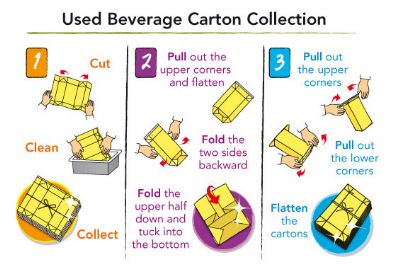 Used Beverage Carton Collection
1
Cut
Clean
Collect
2
Pull out the
upper corners
and flatten
Fold the
two sides
backward
Fold the
upper half
down and
tuck into
the bottom
3
Pull out
the upper
corners
Pull out
the lower
corners
Flatten
the
cartons